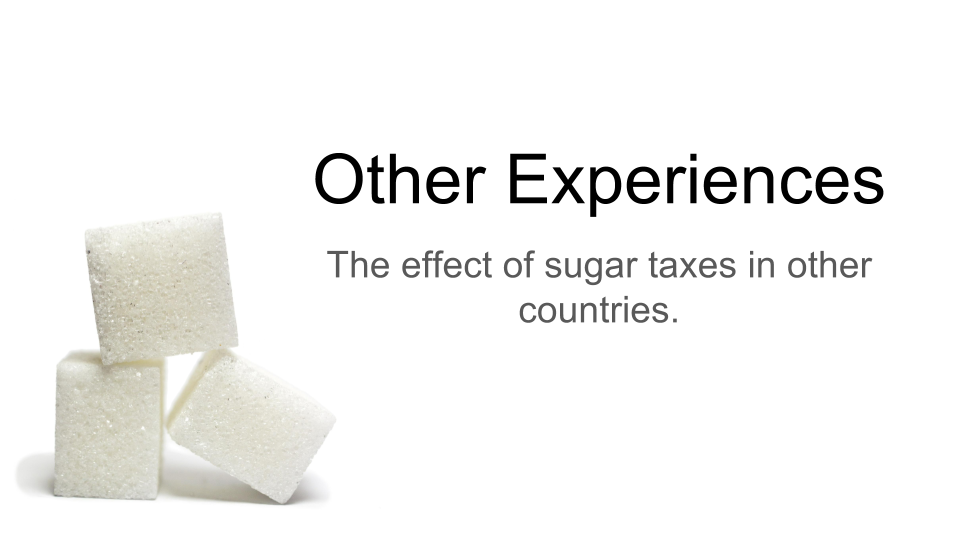 Other Experiences
The effect of sugar taxes in other
countries.